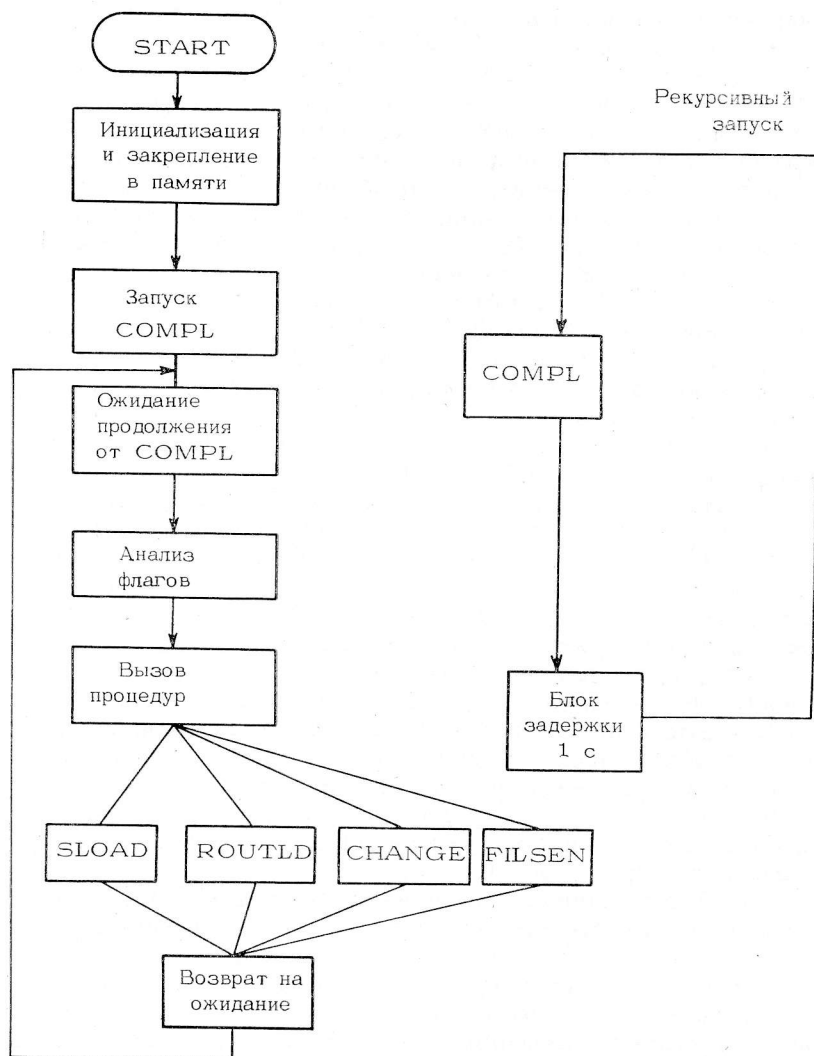 START
Инициализация
и закрепление
в памяти
Запуск
COMPL
Ожидание
продолжения
от COMPL
Анализ
флагов
Вызов
процедур
SLOAD
ROUTLD
CHANGE
FILSEN
Возврат на
ожидание
Рекурсивный
запуск
COMPL
Блок
задержки
1 с